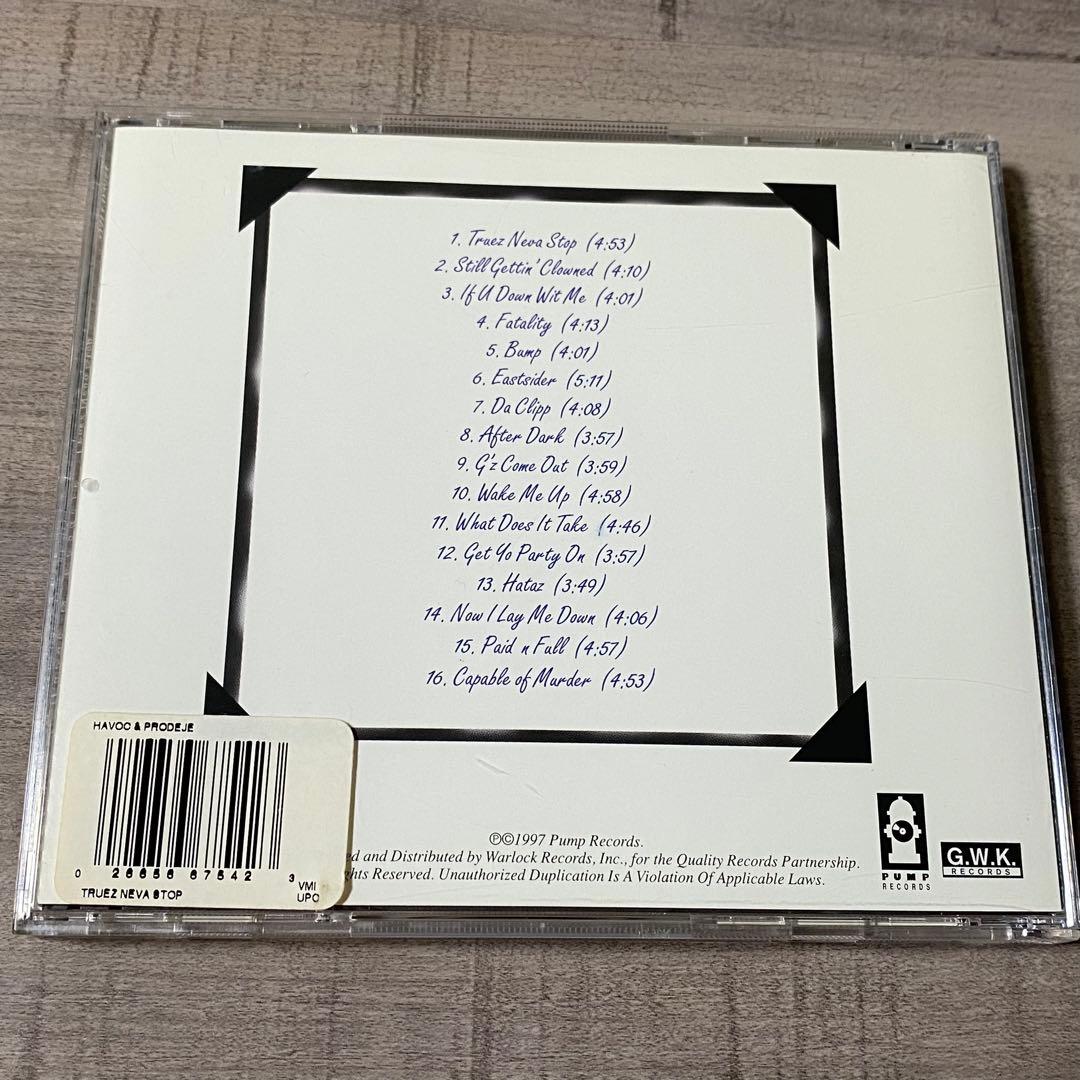 1. Truez Neva Stop (4:53)
2. Still Gettin' Clowned (4:10)
3. If U Down Wit Me (4:01)
4. Fatality (4:13)
5. Bump (4:01)
6. Eastsider (5:11)
7. Da Clipp (4:08)
8. After Dark (3:57)
9. G'z Come Out (3:59)
10. Wake Me Up (4:58)
11. What Does It Take (4:46)
12. Get Yo Party On (3:57)
13. Hataz (3:49)
14. Now I Lay Me Down (4:06)
15. Paid n Full (4:57)
16. Capable of Murder (4:53)
HAVOC & PRODEJE
0 26656 67542 3
VMI
UPC
TRUEZ NEVA STOP
℗©1997 Pump Records.
and Distributed by Warlock Records, Inc., for the Quality Records Partnership.
Reserved. Unauthorized Duplication Is A Violation Of Applicable Laws.
PUMP
RECORDS
G.W.K.
RECORDS